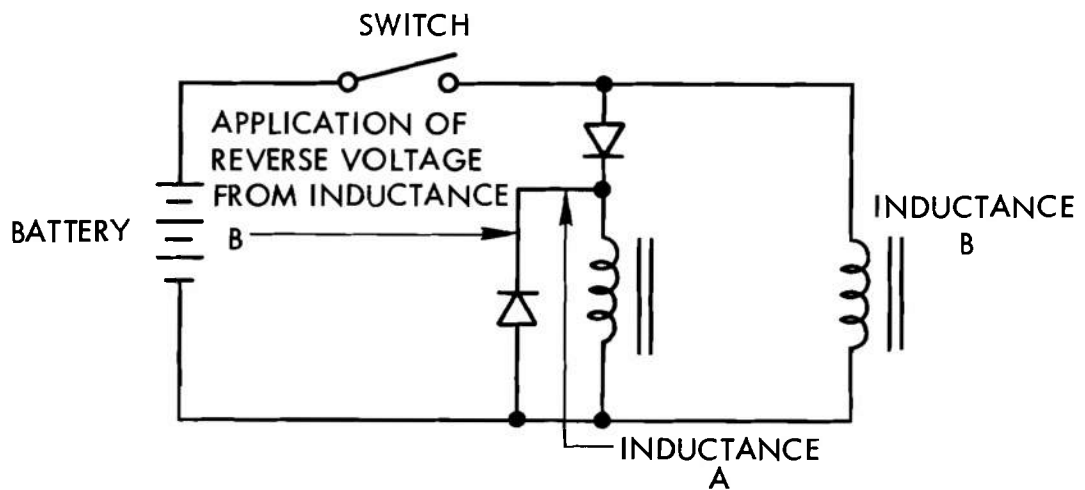 SWITCH
APPLICATION OF
REVERSE VOLTAGE
FROM INDUCTANCE
B
BATTERY
INDUCTANCE
B
INDUCTANCE
A